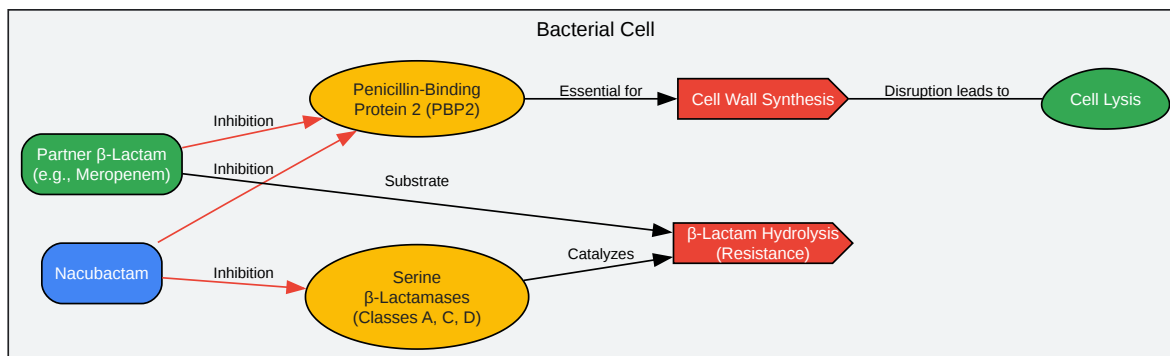 Bacterial Cell
Penicillin-Binding
Protein 2 (PBP2)
Essential for
Cell Wall Synthesis
Disruption leads to
Cell Lysis
Inhibition
Partner β-Lactam
(e.g., Meropenem)
Inhibition
Substrate
β-Lactam Hydrolysis
(Resistance)
Catalyzes
Nacubactam
Inhibition
Serine
β-Lactamases
(Classes A, C, D)